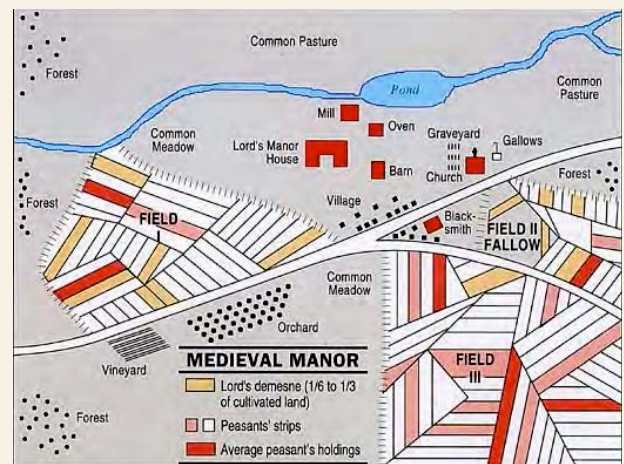 Common Pasture
Forest
Pond
Common
Pasture
Mill
Oven
Common
Meadow
Graveyard
Gallows
Lord's Manor
House
Barn
Church
Forest
Forest
Village
FIELD
I
Black-
smith
FIELD II
FALLOW
Common
Meadow
Orchard
Vineyard
FIELD
III
MEDIEVAL MANOR
Lord's demesne (1/6 to 1/3
of cultivated land)
Peasants' strips
Average peasant's holdings
Forest